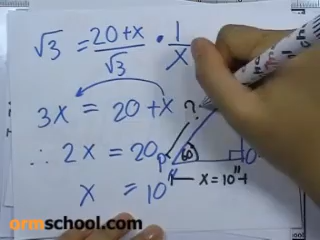 √3 = 20+x/√3 · 1/x
3x = 20+x
∴ 2x = 20
x = 10
?
P
60°
x = 10"
ormschool.com